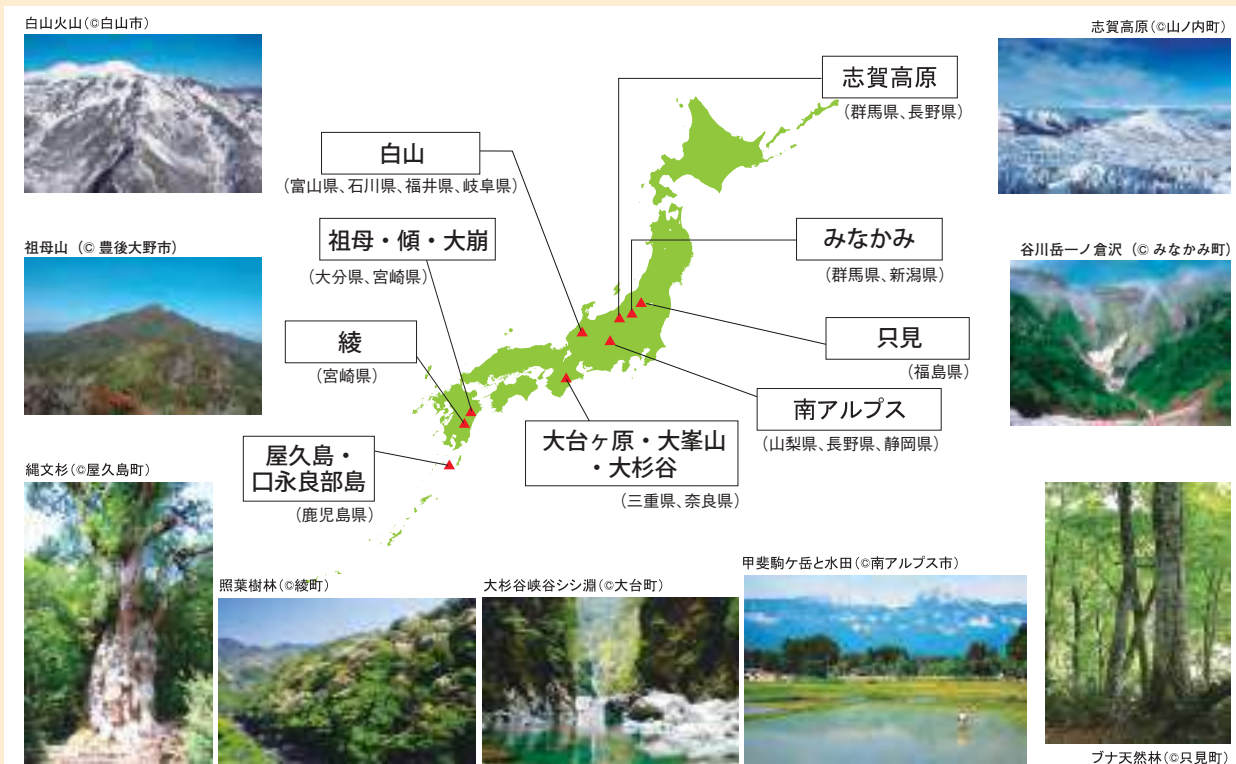 白山火山(©白山市)
志賀高原(©山ノ内町)
志賀高原
(群馬県、長野県)
白山
(富山県、石川県、福井県、岐阜県)
祖母・傾・大崩
(大分県、宮崎県)
みなかみ
(群馬県、新潟県)
祖母山 (© 豊後大野市)
谷川岳一ノ倉沢 (© みなかみ町)
綾
(宮崎県)
只見
(福島県)
南アルプス
(山梨県、長野県、静岡県)
大台ヶ原・大峯山
・大杉谷
(三重県、奈良県)
屋久島・
口永良部島
(鹿児島県)
縄文杉(©屋久島町)
照葉樹林(©綾町)
大杉谷峡谷シシ淵(©大台町)
甲斐駒ケ岳と水田(©南アルプス市)
ブナ天然林(©只見町)